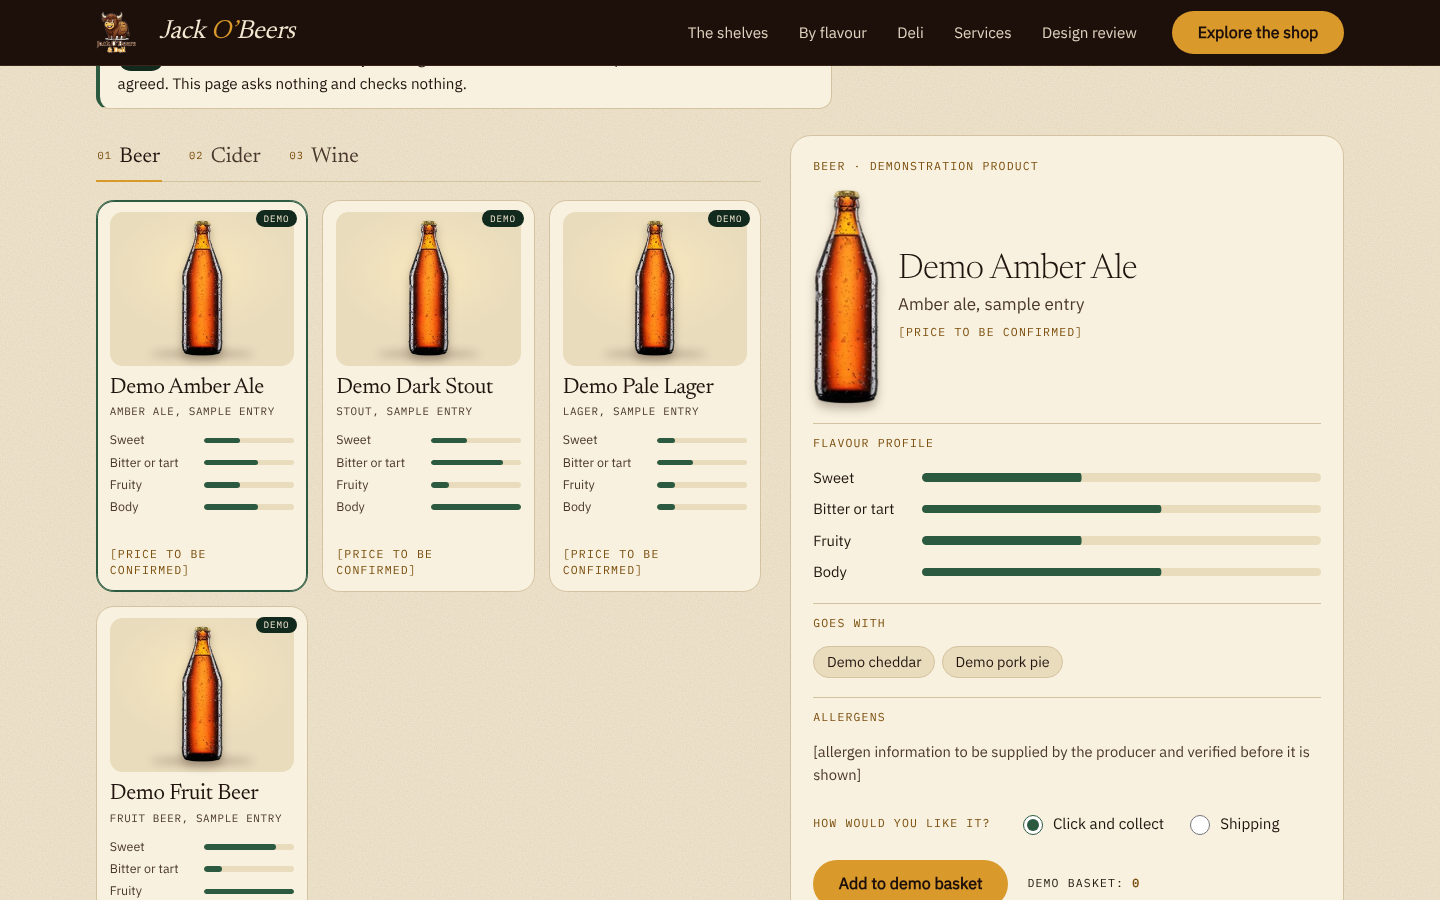 Jack O'Beers
The shelves
By flavour
Deli
Services
Design review
Explore the shop
agreed. This page asks nothing and checks nothing.
01 Beer
02 Cider
03 Wine
DEMO
Demo Amber Ale
AMBER ALE, SAMPLE ENTRY
Sweet
Bitter or tart
Fruity
Body
[PRICE TO BE
CONFIRMED]
DEMO
Demo Dark Stout
STOUT, SAMPLE ENTRY
Sweet
Bitter or tart
Fruity
Body
[PRICE TO BE
CONFIRMED]
DEMO
Demo Pale Lager
LAGER, SAMPLE ENTRY
Sweet
Bitter or tart
Fruity
Body
[PRICE TO BE
CONFIRMED]
DEMO
Demo Fruit Beer
FRUIT BEER, SAMPLE ENTRY
Sweet
Bitter or tart
Fruity
BEER · DEMONSTRATION PRODUCT
Demo Amber Ale
Amber ale, sample entry
[PRICE TO BE CONFIRMED]
FLAVOUR PROFILE
Sweet
Bitter or tart
Fruity
Body
GOES WITH
Demo cheddar
Demo pork pie
ALLERGENS
[allergen information to be supplied by the producer and verified before it is
shown]
HOW WOULD YOU LIKE IT?
Click and collect
Shipping
Add to demo basket
DEMO BASKET: 0